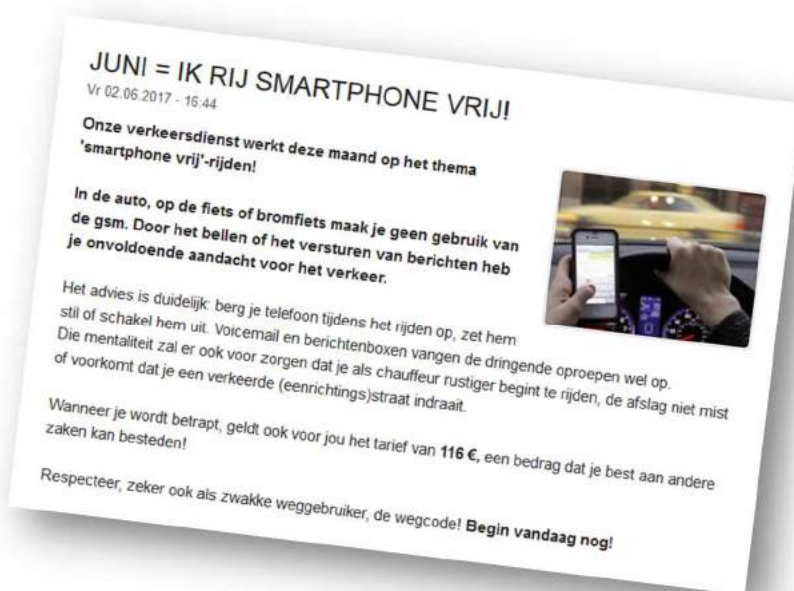 JUNI = IK RIJ SMARTPHONE VRIJ!
Vr 02.06.2017 - 16:44
Onze verkeersdienst werkt deze maand op het thema
'smartphone vrij'-rijden!
In de auto, op de fiets of bromfiets maak je geen gebruik van
de gsm. Door het bellen of het versturen van berichten heb
je onvoldoende aandacht voor het verkeer.
Het advies is duidelijk: berg je telefoon tijdens het rijden op, zet hem
stil of schakel hem uit. Voicemail en berichtenboxen vangen de dringende oproepen wel op.
Die mentaliteit zal er ook voor zorgen dat je als chauffeur rustiger begint te rijden, de afslag niet mist
of voorkomt dat je een verkeerde (eenrichtings)straat indraait.
Wanneer je wordt betrapt, geldt ook voor jou het tarief van 116 €, een bedrag dat je best aan andere
zaken kan besteden!
Respecteer, zeker ook als zwakke weggebruiker, de wegcode! Begin vandaag nog!